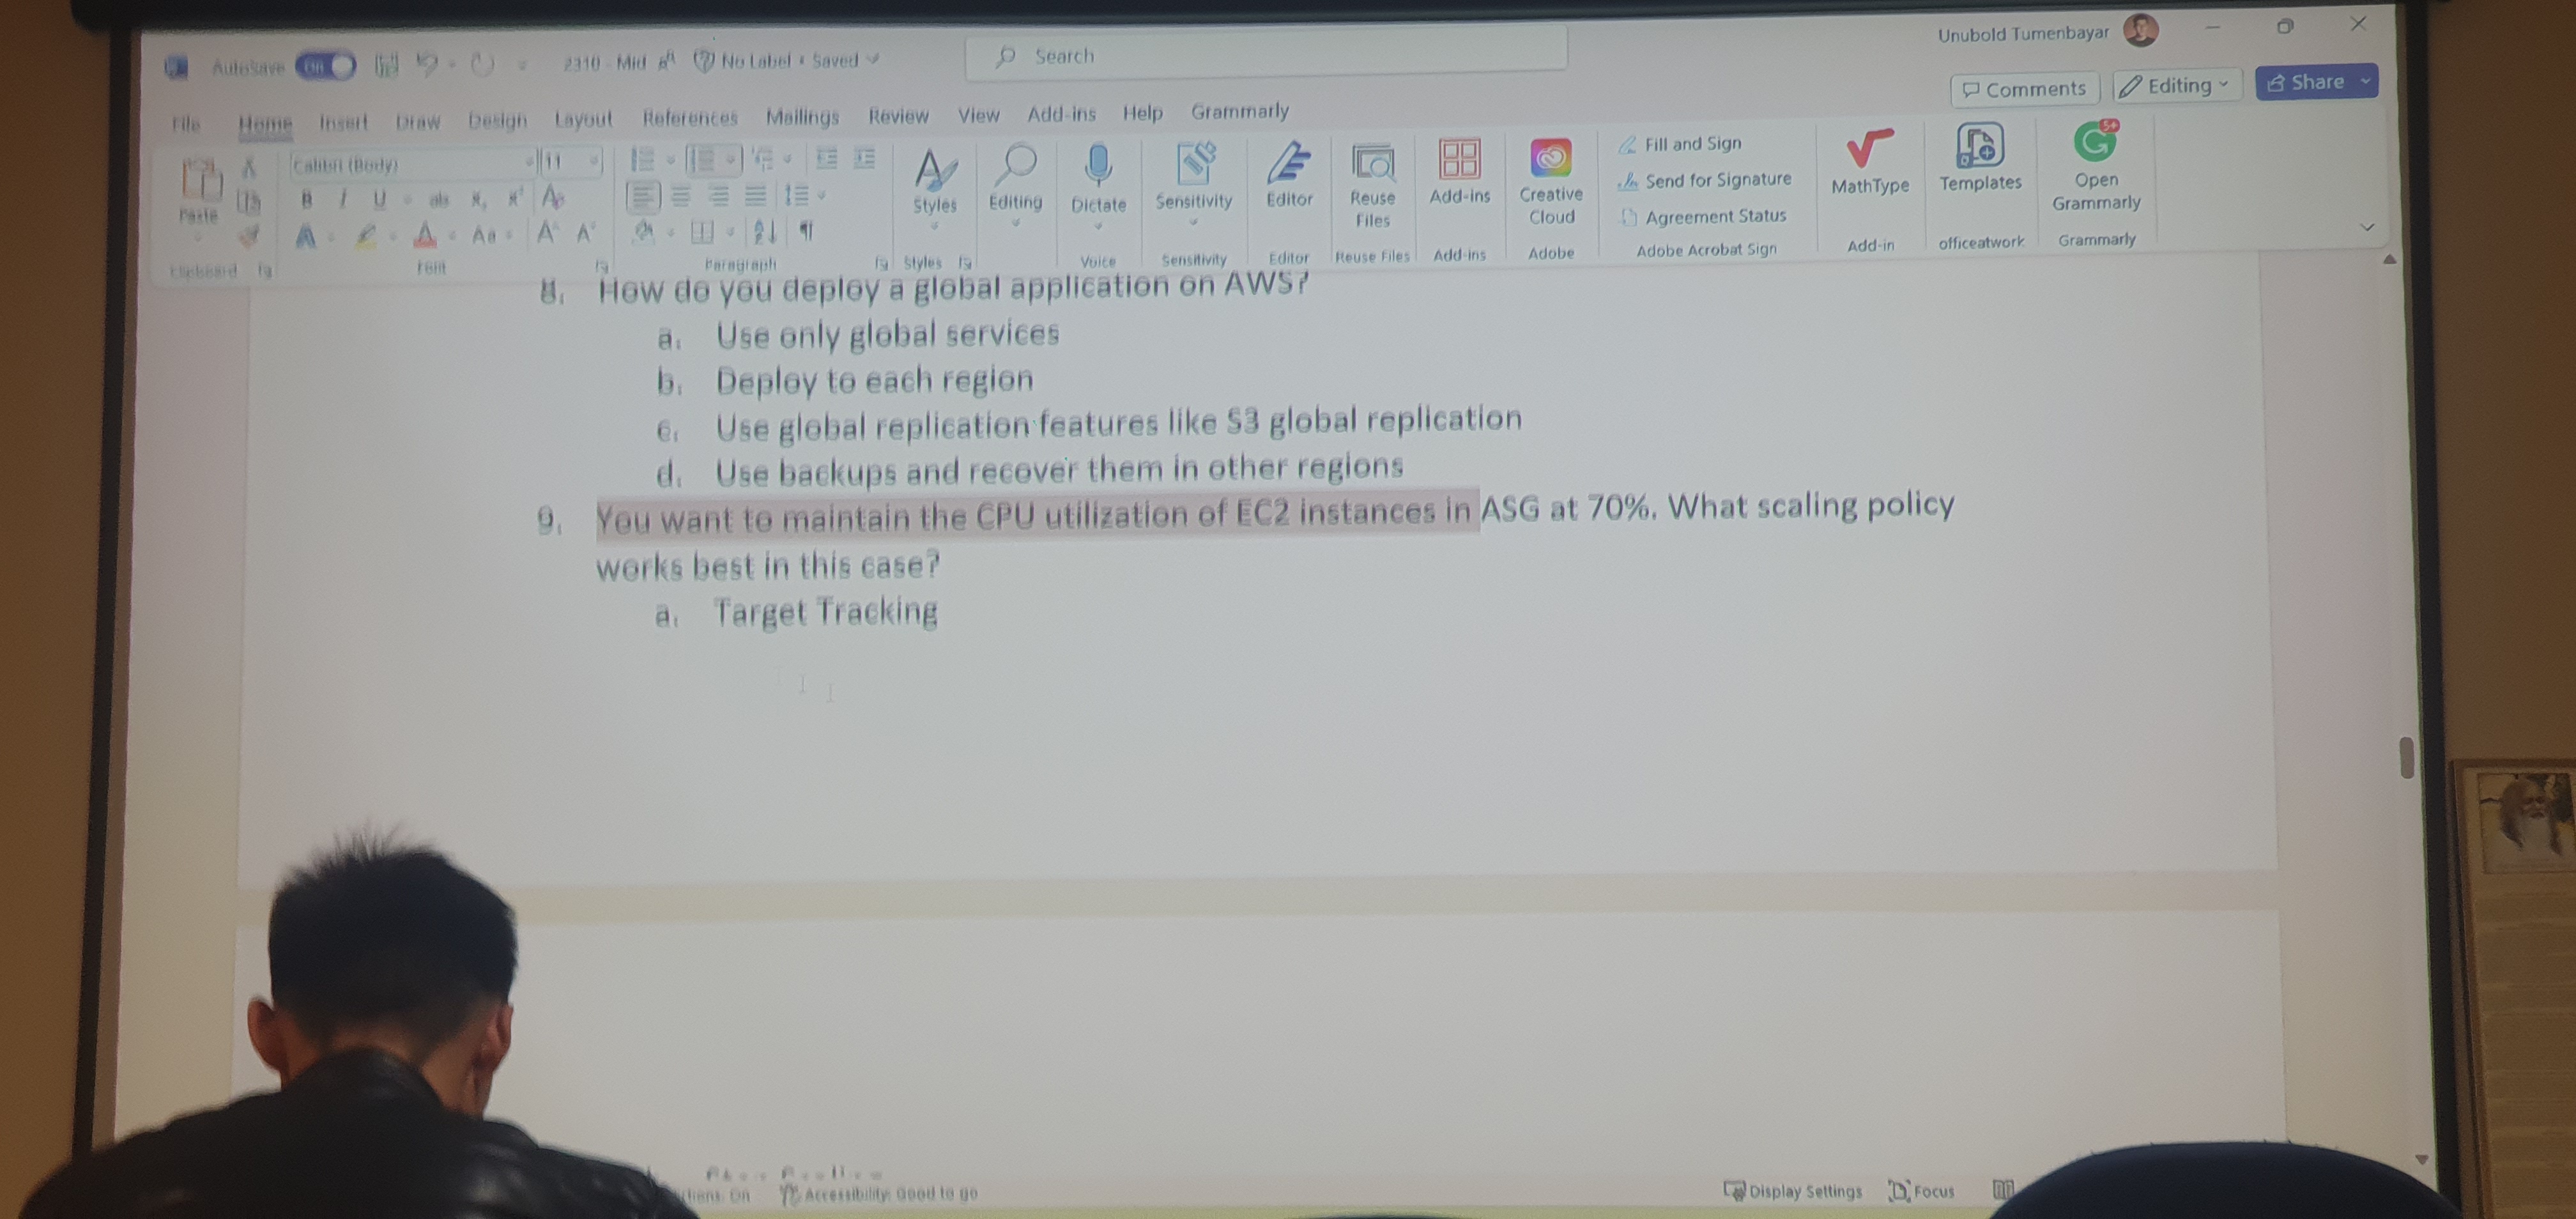 AutoSave On 2310 - Mid No Label • Saved Search Unubold Tumenbayar
Comments Editing Share
File Home Insert Draw Design Layout References Mailings Review View Add-ins Help Grammarly
Paste
Clipboard
Calibri (Body) 11
B I U ab
Aa
Font
Paragraph
Styles
Styles
Editing
Dictate
Voice
Sensitivity
Sensitivity
Editor
Editor
Reuse
Files
Reuse Files
Add-ins
Add-ins
Creative
Cloud
Adobe
Fill and Sign
Send for Signature
Agreement Status
Adobe Acrobat Sign
MathType
Add-in
Templates
officeatwork
5+
Open
Grammarly
Grammarly
8. How do you deploy a global application on AWS?
a. Use only global services
b. Deploy to each region
c. Use global replication features like S3 global replication
d. Use backups and recover them in other regions
9. You want to maintain the CPU utilization of EC2 instances in ASG at 70%. What scaling policy
works best in this case?
a. Target Tracking
On Accessibility: Good to go Display Settings Focus